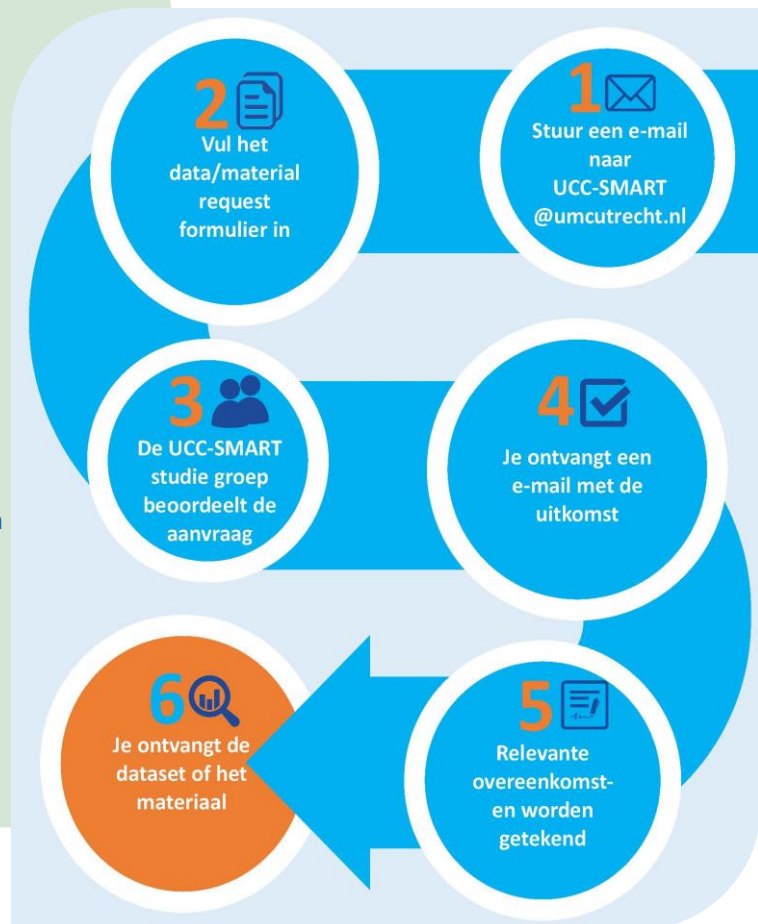 1
Stuur een e-mail
naar
UCC-SMART
@umcutrecht.nl
2
Vul het
data/material
request
formulier in
3
De UCC-SMART
studie groep
beoordeelt de
aanvraag
4
Je ontvangt een
e-mail met de
uitkomst
5
Relevante
overeenkomst-
en worden
getekend
6
Je ontvangt de
dataset of het
materiaal